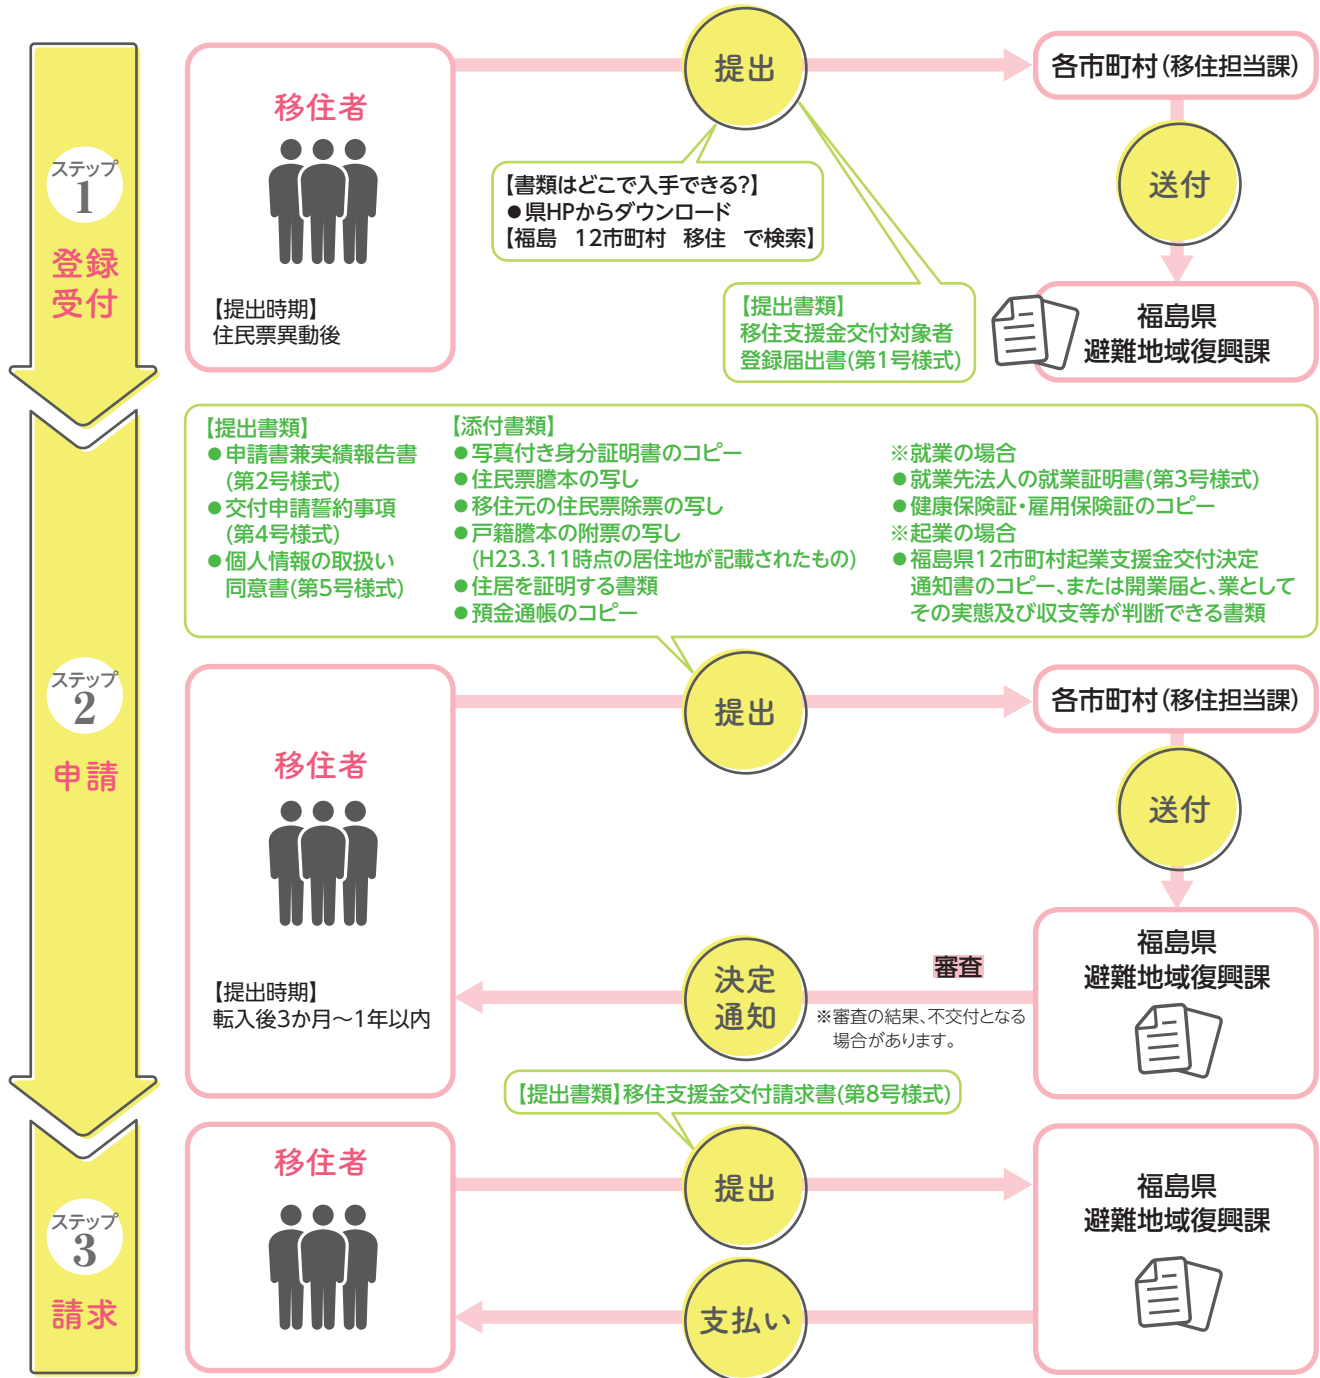 ステップ
1
登録
受付
移住者
【提出時期】
住民票異動後
提出
各市町村(移住担当課)
送付
【書類はどこで入手できる?】
●県HPからダウンロード
【福島　12市町村　移住　で検索】
【提出書類】
移住支援金交付対象者
登録届出書(第1号様式)
福島県
避難地域復興課
ステップ
2
申請
【提出書類】
●申請書兼実績報告書
(第2号様式)
●交付申請誓約事項
(第4号様式)
●個人情報の取扱い
同意書(第5号様式)
【添付書類】
●写真付き身分証明書のコピー
●住民票謄本の写し
●移住元の住民票除票の写し
●戸籍謄本の附票の写し
(H23.3.11時点の居住地が記載されたもの)
●住居を証明する書類
●預金通帳のコピー
※就業の場合
●就業先法人の就業証明書(第3号様式)
●健康保険証・雇用保険証のコピー
※起業の場合
●福島県12市町村起業支援金交付決定
通知書のコピー、または開業届と、業として
その実態及び収支等が判断できる書類
移住者
【提出時期】
転入後3か月〜1年以内
提出
各市町村(移住担当課)
送付
福島県
避難地域復興課
審査
※審査の結果、不交付となる
場合があります。
決定
通知
ステップ
3
請求
【提出書類】移住支援金交付請求書(第8号様式)
移住者
提出
福島県
避難地域復興課
支払い